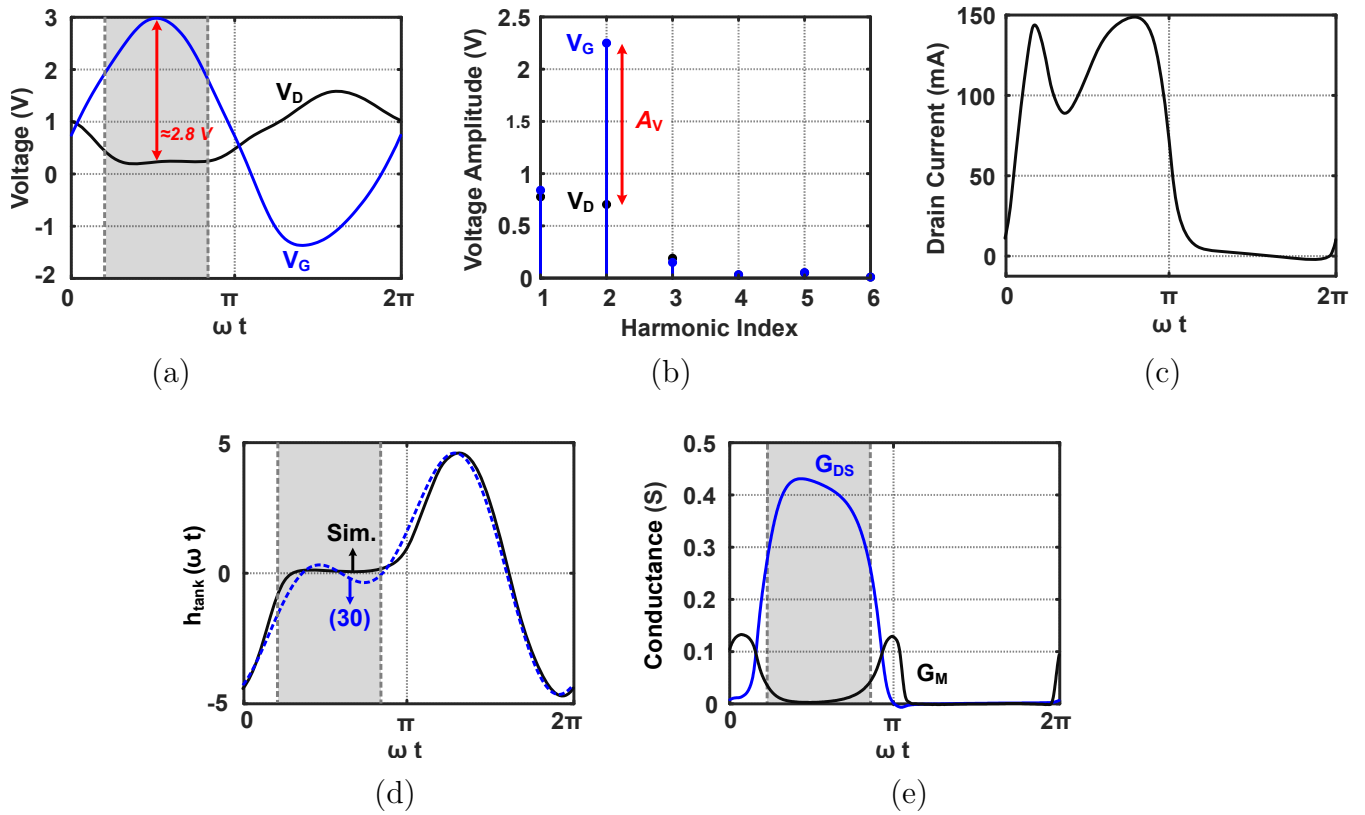 3
2
1
0
-1
-2
Voltage (V)
V_D
≈2.8 V
V_G
0
π
2π
ω t
(a)
2.5
2
1.5
1
0.5
0
Voltage Amplitude (V)
V_G
A_V
V_D
1
2
3
4
5
6
Harmonic Index
(b)
150
100
50
0
Drain Current (mA)
0
π
2π
ω t
(c)
5
0
-5
h_tank (ω t)
Sim.
(30)
0
π
2π
ω t
(d)
0.5
0.4
0.3
0.2
0.1
0
Conductance (S)
G_DS
G_M
0
π
2π
ω t
(e)